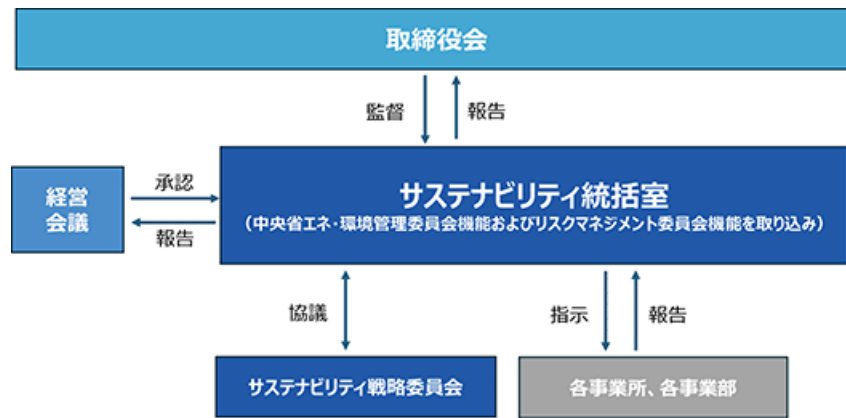 取締役会
監督
報告
経営
会議
承認
報告
サステナビリティ統括室
（中央省エネ・環境管理委員会機能およびリスクマネジメント委員会機能を取り込み）
協議
指示
報告
サステナビリティ戦略委員会
各事業所、各事業部